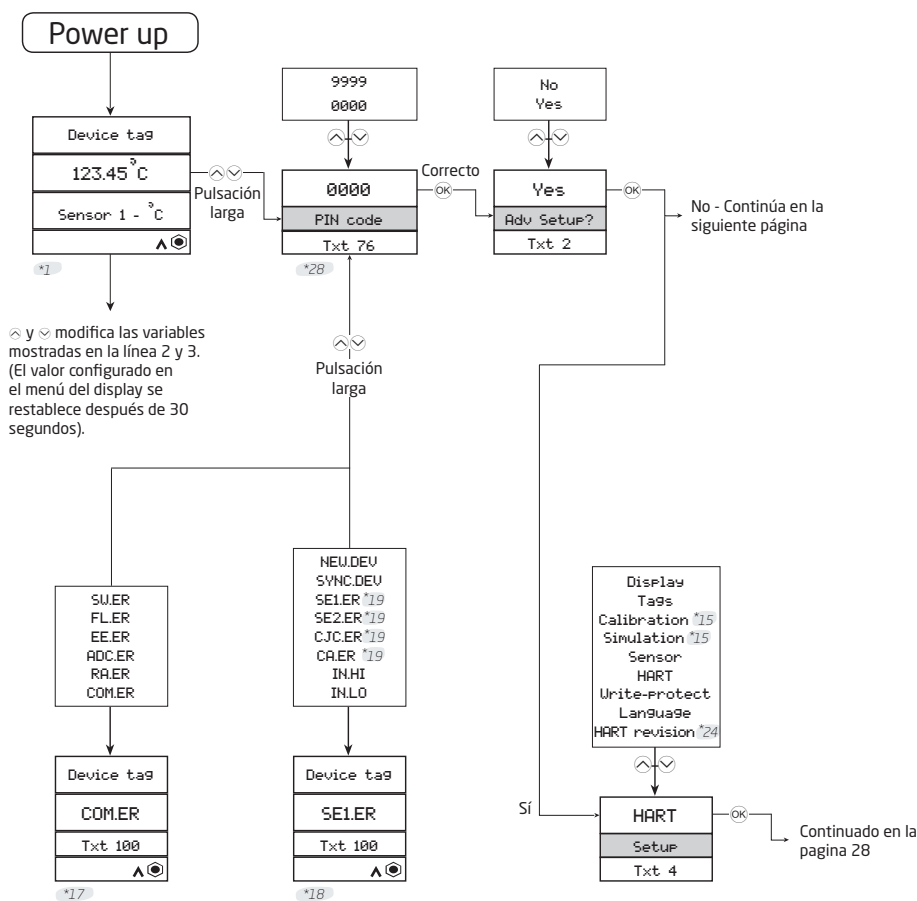 Power up
Device tag
123.45°C
Sensor 1 - °C
*1
y modifica las variables
mostradas en la línea 2 y 3.
(El valor configurado en
el menú del display se
restablece después de 30
segundos).
Pulsación
larga
9999
0000
0000
PIN code
Txt 76
*28
Correcto
OK
No
Yes
Yes
Adv Setup?
Txt 2
OK
No - Continúa en la
siguiente página
Pulsación
larga
SW.ER
FL.ER
EE.ER
ADC.ER
RA.ER
COM.ER
Device tag
COM.ER
Txt 100
*17
NEW.DEV
SYNC.DEV
SE1.ER *19
SE2.ER *19
CJC.ER *19
CA.ER *19
IN.HI
IN.LO
Device tag
SE1.ER
Txt 100
*18
Display
Tags
Calibration *15
Simulation *15
Sensor
HART
Write-protect
Language
HART revision *24
Sí
HART
Setup
Txt 4
OK
Continuado en la
pagina 28